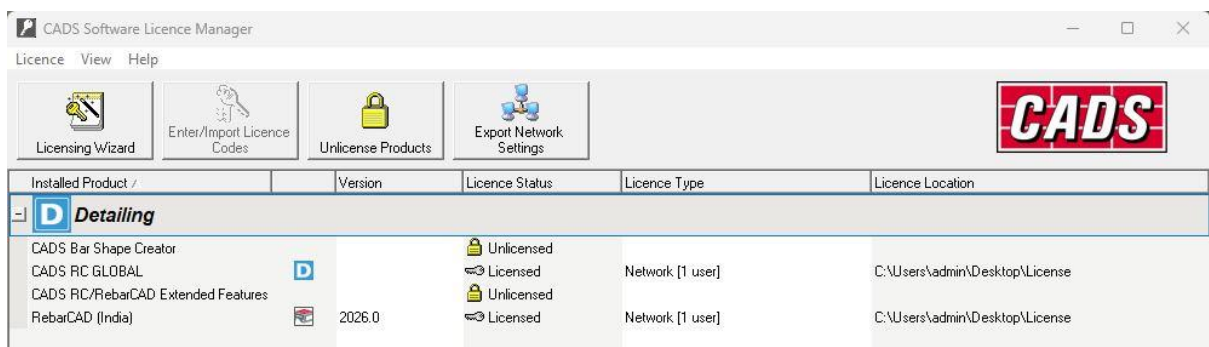 CADS Software Licence Manager
Licence View Help
Licensing Wizard
Enter/Import Licence
Codes
Unlicense Products
Export Network
Settings
CADS
Installed Product / Version Licence Status Licence Type Licence Location
D Detailing
CADS Bar Shape Creator Unlicensed
CADS RC GLOBAL D Licensed Network [1 user] C:\Users\admin\Desktop\License
CADS RC/RebarCAD Extended Features Unlicensed
RebarCAD (India) 2026.0 Licensed Network [1 user] C:\Users\admin\Desktop\License